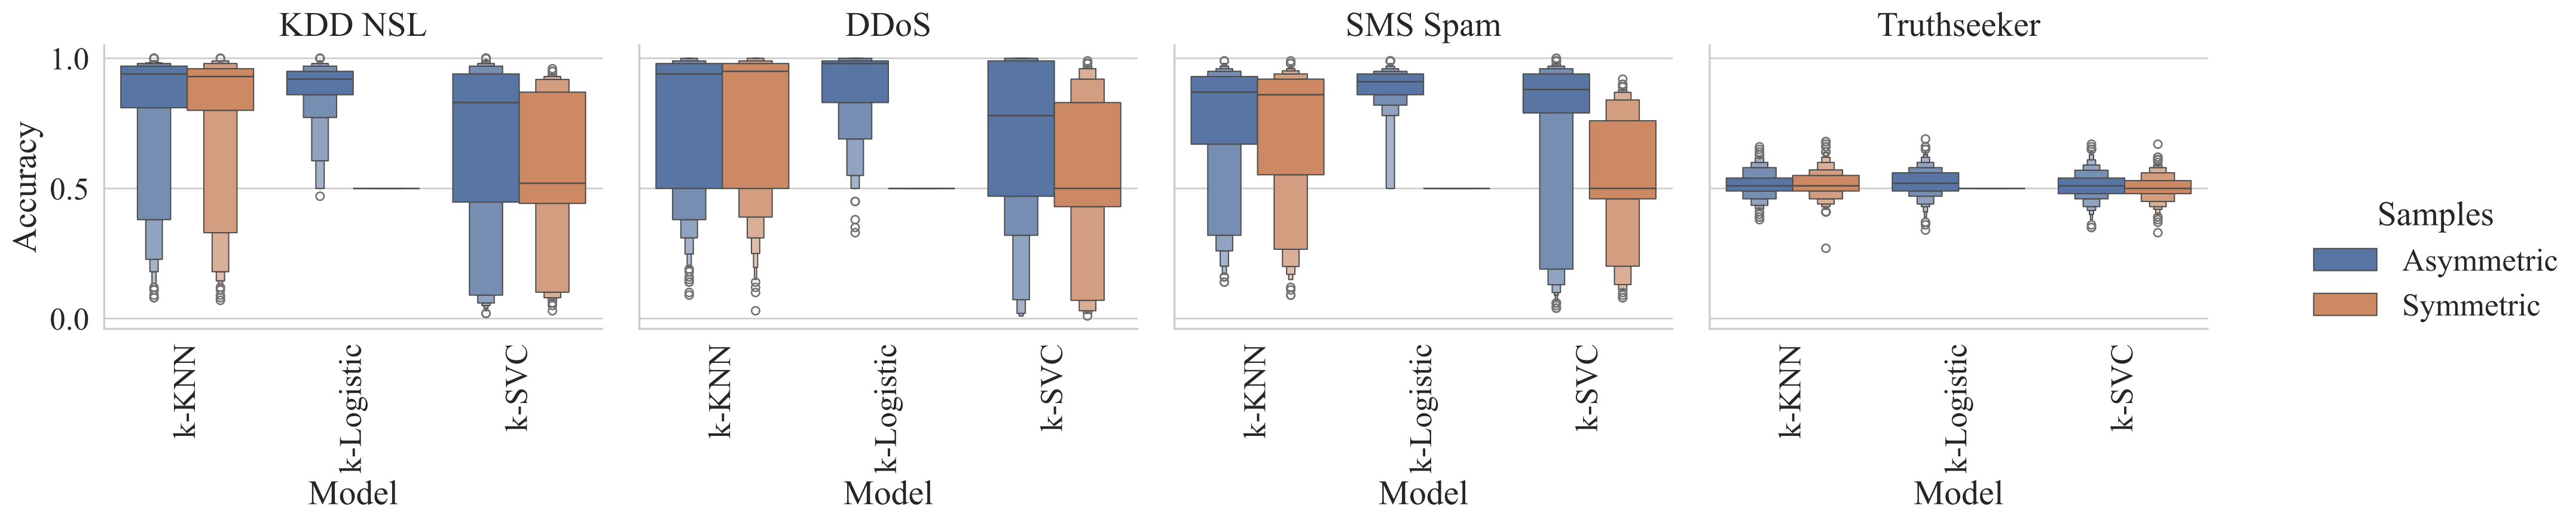 KDD NSL
DDoS
SMS Spam
Truthseeker
Accuracy
1.0
0.5
0.0
k-KNN
k-Logistic
k-SVC
k-KNN
k-Logistic
k-SVC
k-KNN
k-Logistic
k-SVC
k-KNN
k-Logistic
k-SVC
Model
Model
Model
Model
Samples
Asymmetric
Symmetric